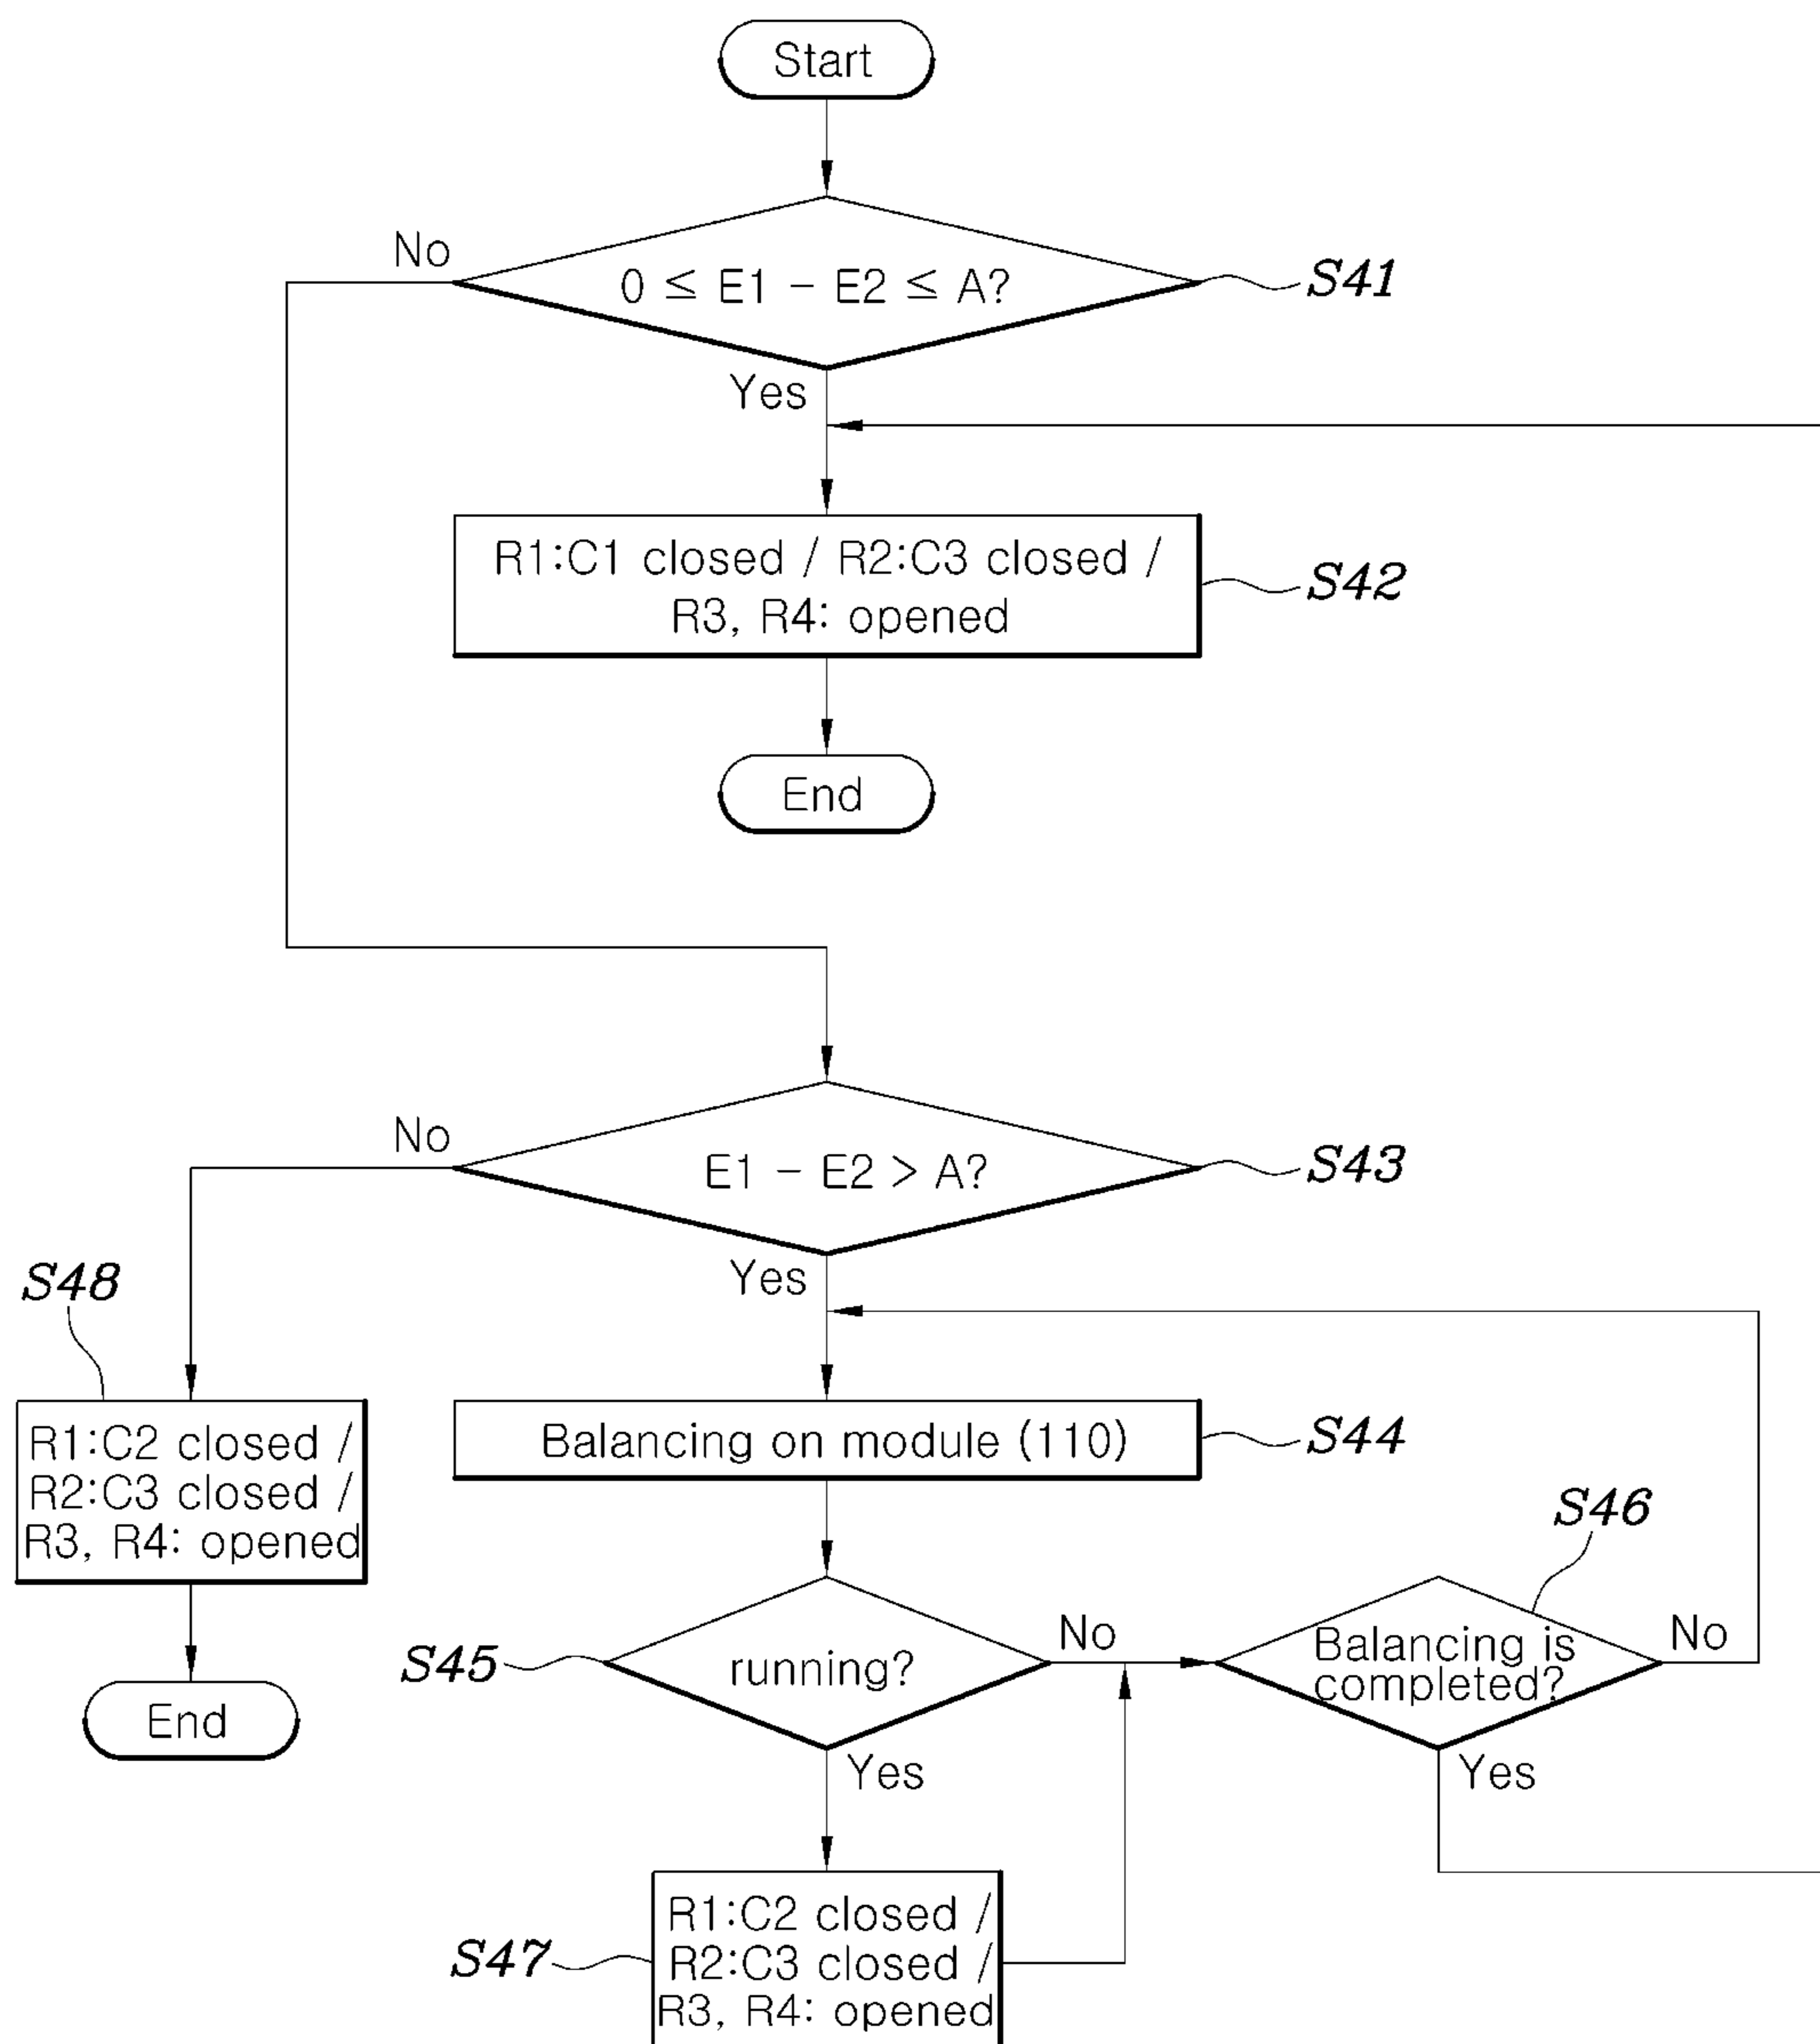 Start
No
0 ≤ E1 – E2 ≤ A?
S41
Yes
R1:C1 closed / R2:C3 closed /
R3, R4: opened
S42
End
No
E1 – E2 > A?
S43
Yes
S48
R1:C2 closed /
R2:C3 closed /
R3, R4: opened
End
Balancing on module (110)
S44
S45
running?
No
Yes
S46
Balancing is
completed?
No
Yes
S47
R1:C2 closed /
R2:C3 closed /
R3, R4: opened